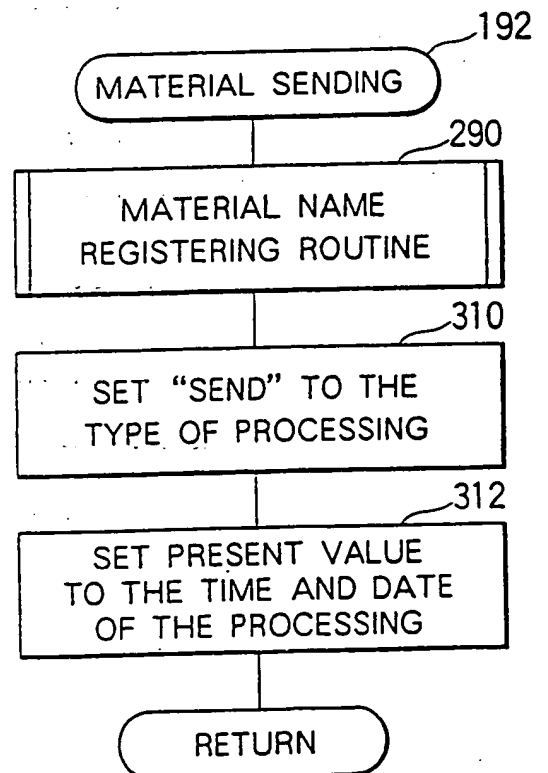 192
MATERIAL SENDING
290
MATERIAL NAME
REGISTERING ROUTINE
310
SET “SEND” TO THE
TYPE OF PROCESSING
312
SET PRESENT VALUE
TO THE TIME AND DATE
OF THE PROCESSING
RETURN